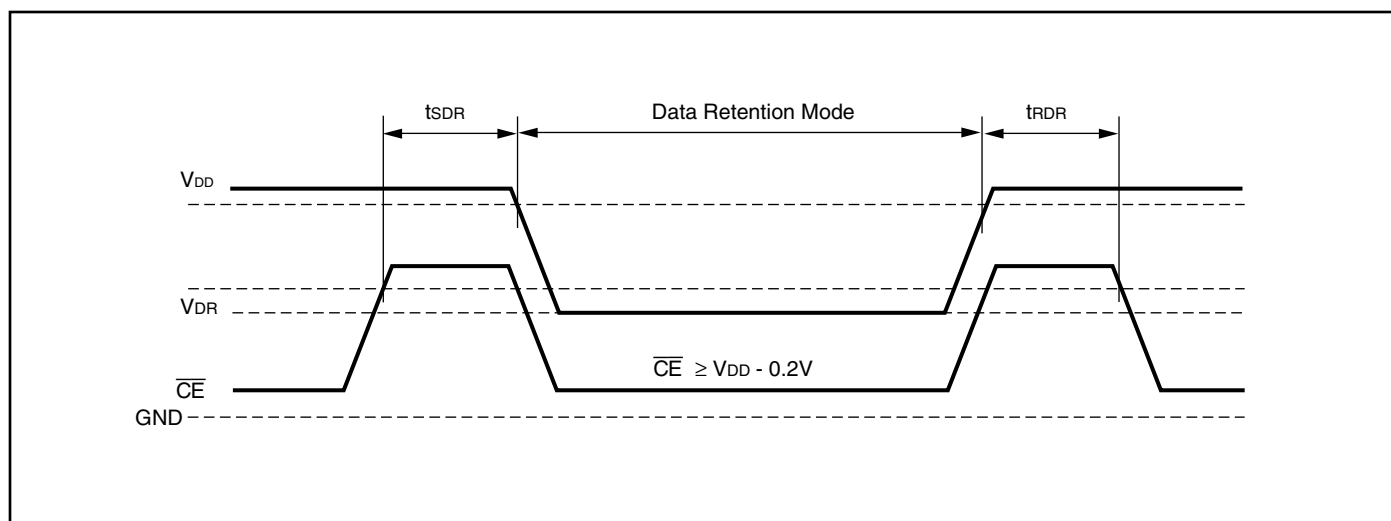 tSDR Data Retention Mode tRDR
VDD
VDR
CE ≥ VDD - 0.2V
CE
GND